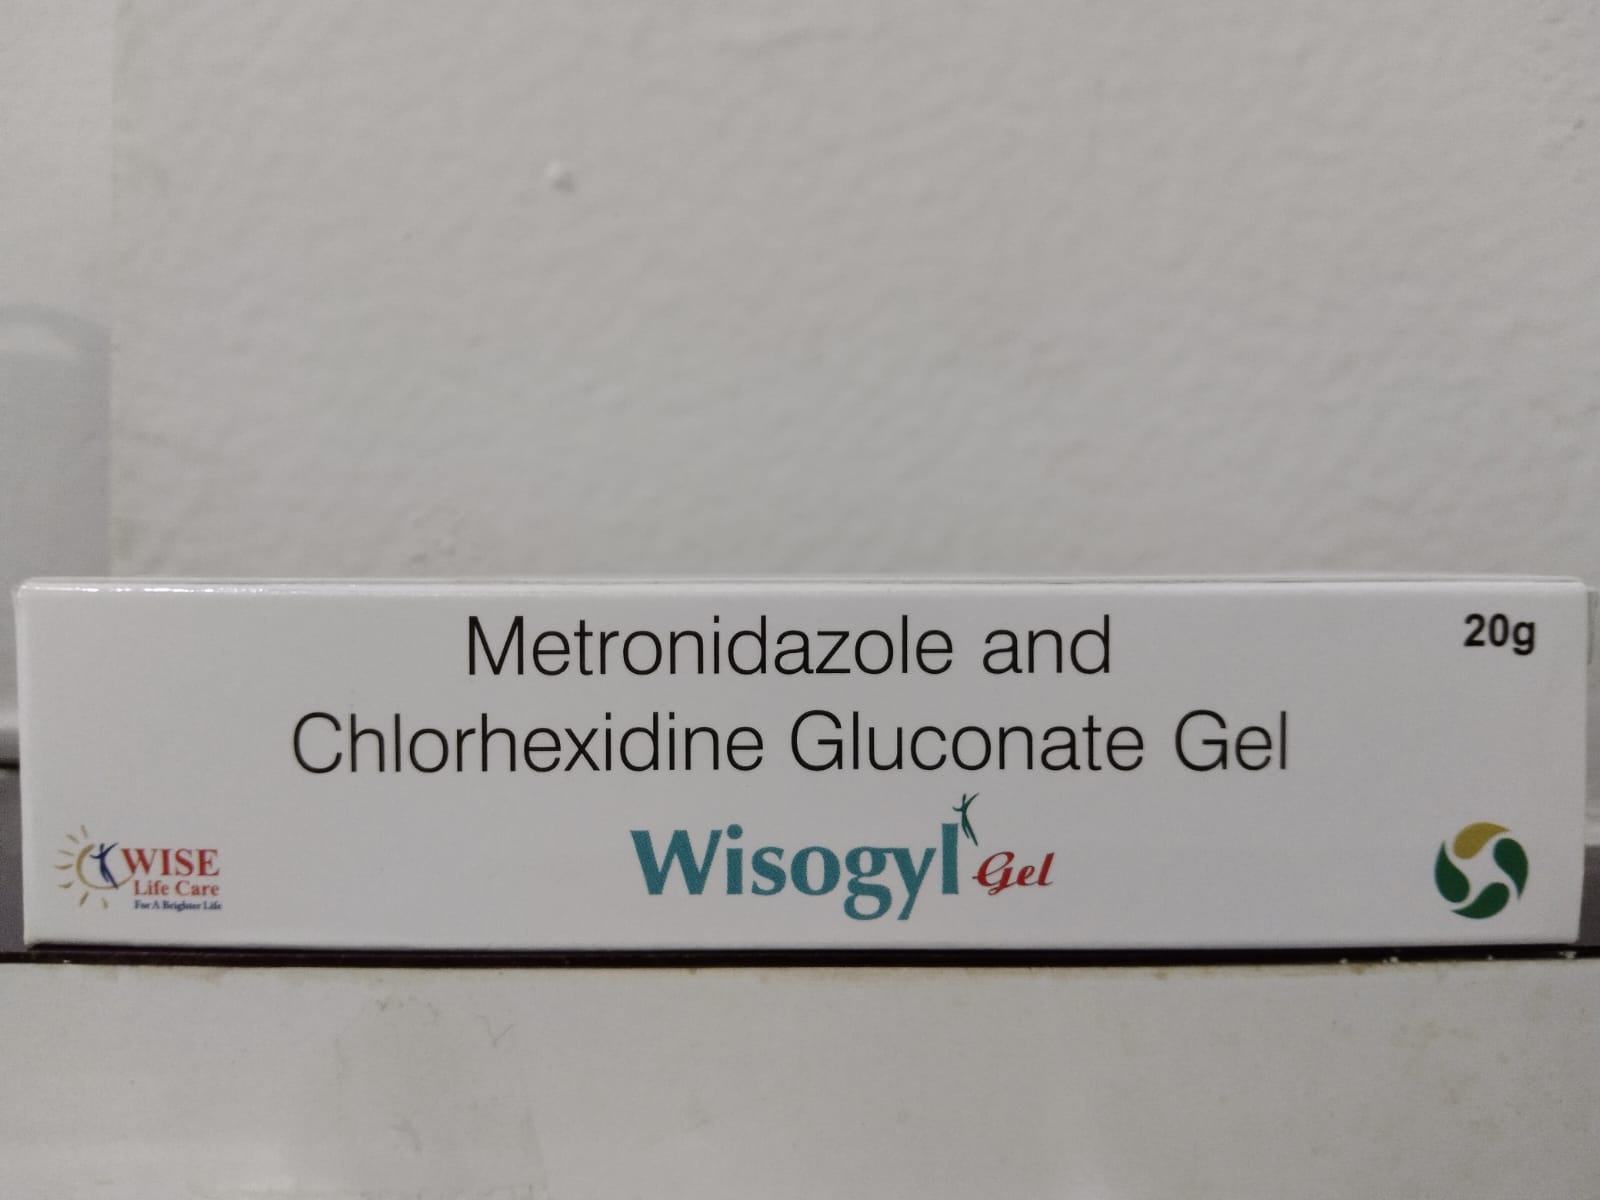 Metronidazole and
Chlorhexidine Gluconate Gel
20g
Wisogyl Gel
WISE
Life Care
For A Brighter Life